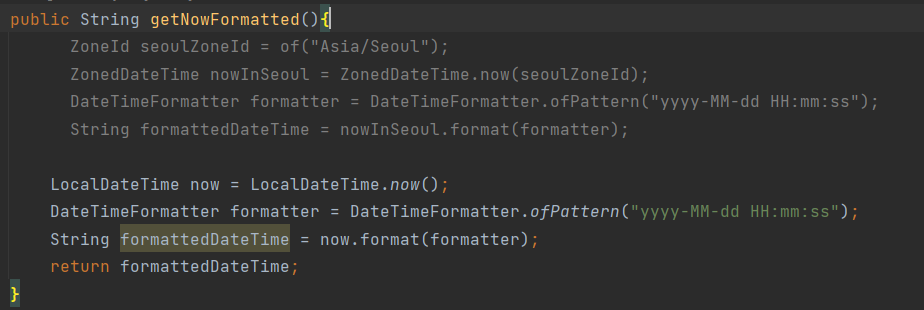 public String getNowFormatted(){
ZoneId seoulZoneId = of("Asia/Seoul");
ZonedDateTime nowInSeoul = ZonedDateTime.now(seoulZoneId);
DateTimeFormatter formatter = DateTimeFormatter.ofPattern("yyyy-MM-dd HH:mm:ss");
String formattedDateTime = nowInSeoul.format(formatter);
LocalDateTime now = LocalDateTime.now();
DateTimeFormatter formatter = DateTimeFormatter.ofPattern("yyyy-MM-dd HH:mm:ss");
String formattedDateTime = now.format(formatter);
return formattedDateTime;
}